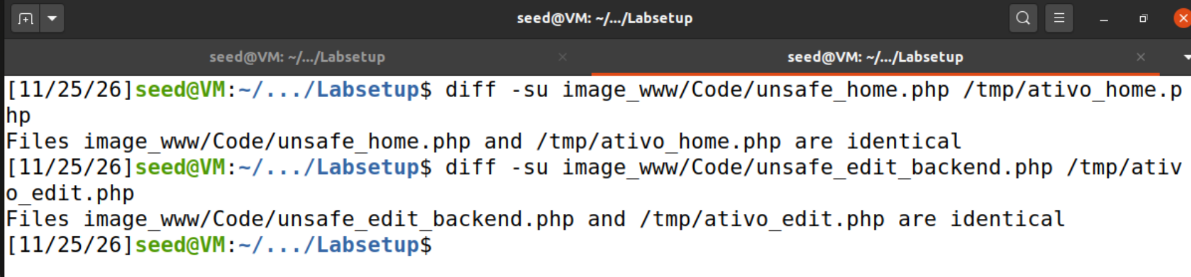 seed@VM: ~/.../Labsetup
seed@VM: ~/.../Labsetup
seed@VM: ~/.../Labsetup
[11/25/26]seed@VM:~/.../Labsetup$ diff -su image_www/Code/unsafe_home.php /tmp/ativo_home.p
hp
Files image_www/Code/unsafe_home.php and /tmp/ativo_home.php are identical
[11/25/26]seed@VM:~/.../Labsetup$ diff -su image_www/Code/unsafe_edit_backend.php /tmp/ativ
o_edit.php
Files image_www/Code/unsafe_edit_backend.php and /tmp/ativo_edit.php are identical
[11/25/26]seed@VM:~/.../Labsetup$